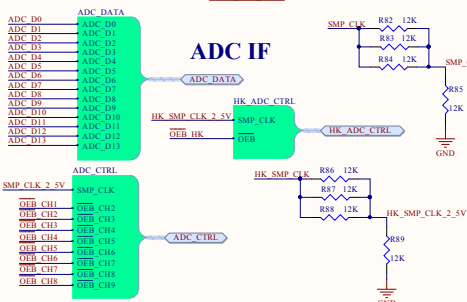 ADC_DATA
ADC_D0 ADC_D0
ADC_D1 ADC_D1
ADC_D2 ADC_D2
ADC_D3 ADC_D3
ADC_D4 ADC_D4
ADC_D5 ADC_D5
ADC_D6 ADC_D6
ADC_D7 ADC_D7
ADC_D8 ADC_D8
ADC_D9 ADC_D9
ADC_D10 ADC_D10
ADC_D11 ADC_D11
ADC_D12 ADC_D12
ADC_D13 ADC_D13
ADC_DATA
ADC IF
HK_ADC_CTRL
HK_SMP_CLK_2_5V SMP_CLK
OEB_HK OEB
HK_ADC_CTRL
ADC_CTRL
SMP_CLK_2_5V SMP_CLK
OEB_CH1 OEB_CH2
OEB_CH2 OEB_CH3
OEB_CH3 OEB_CH4
OEB_CH4 OEB_CH5
OEB_CH5 OEB_CH6
OEB_CH6 OEB_CH7
OEB_CH7 OEB_CH8
OEB_CH8 OEB_CH9
ADC_CTRL
SMP_CLK
R82 12K
R83 12K
R84 12K
SMP_
R85
12K
GND
HK_SMP_CLK
R86 12K
R87 12K
R88 12K
HK_SMP_CLK_2_5V
R89
12K
GND